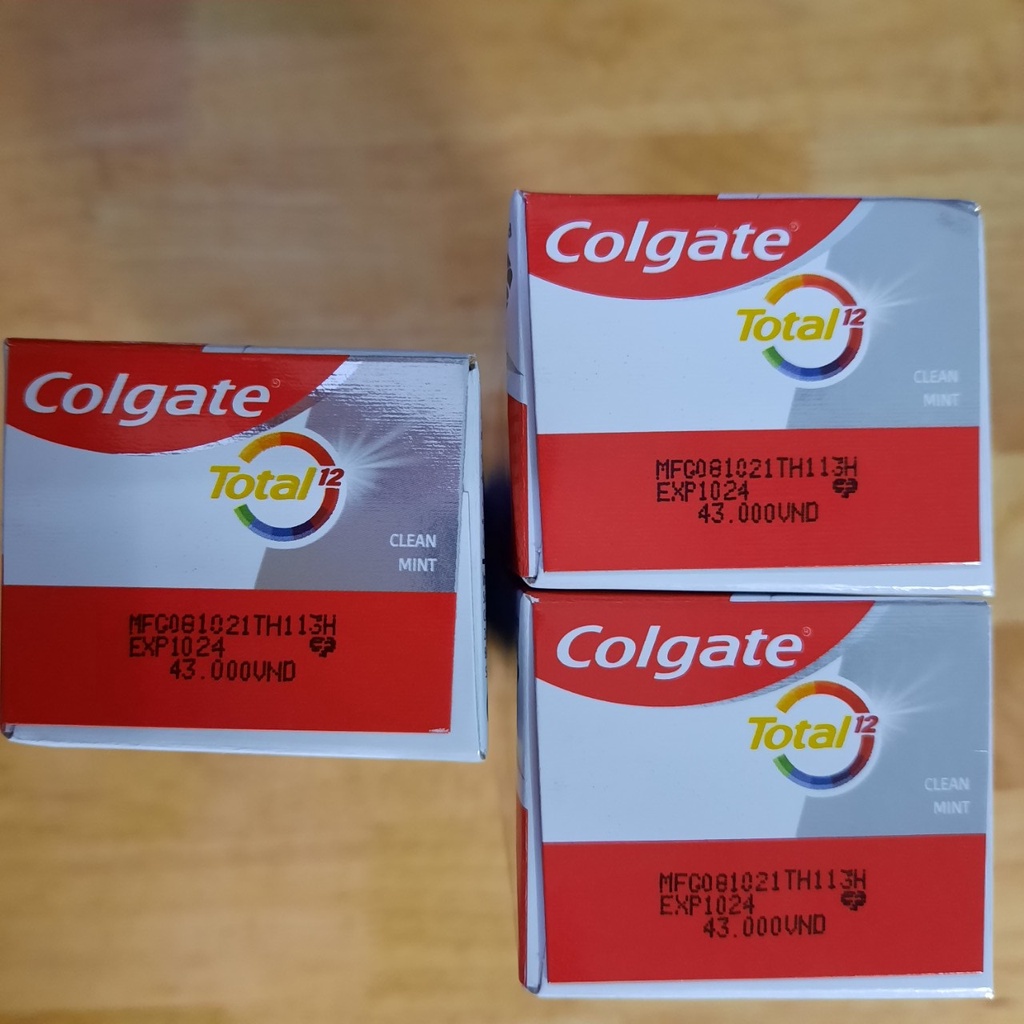 Colgate
Total 12
CLEAN
MINT
MFG081021TH113H
EXP1024
43.000VND
Colgate
Total 12
CLEAN
MINT
MFG081021TH113H
EXP1024
43.000VND
Colgate
Total 12
CLEAN
MINT
MFG081021TH113H
EXP1024
43.000VND